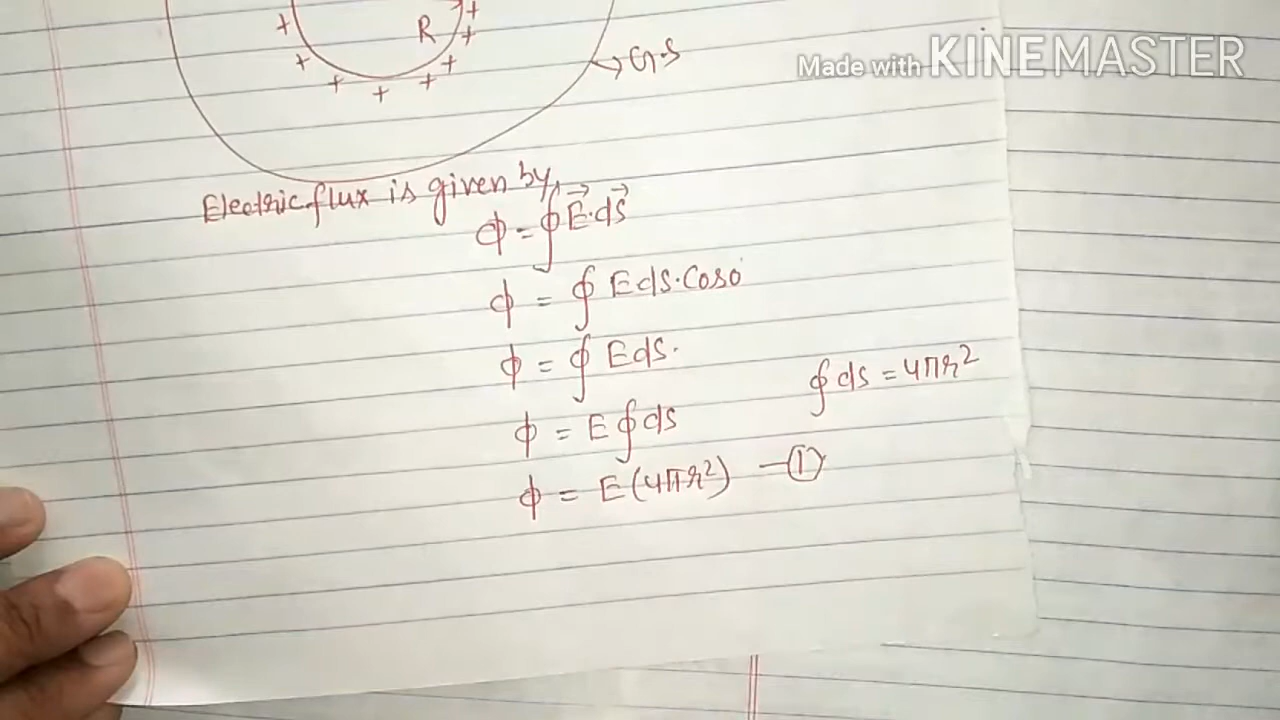 Made with KINEMASTER
+ + + + + + + + +
R
G.S
Electric flux is given by,
ϕ = ∮ E⃗·ds⃗
ϕ = ∮ Eds·Cos0
ϕ = ∮ Eds.
ϕ = E∮ds
∮ds = 4πr²
ϕ = E(4πr²) —①